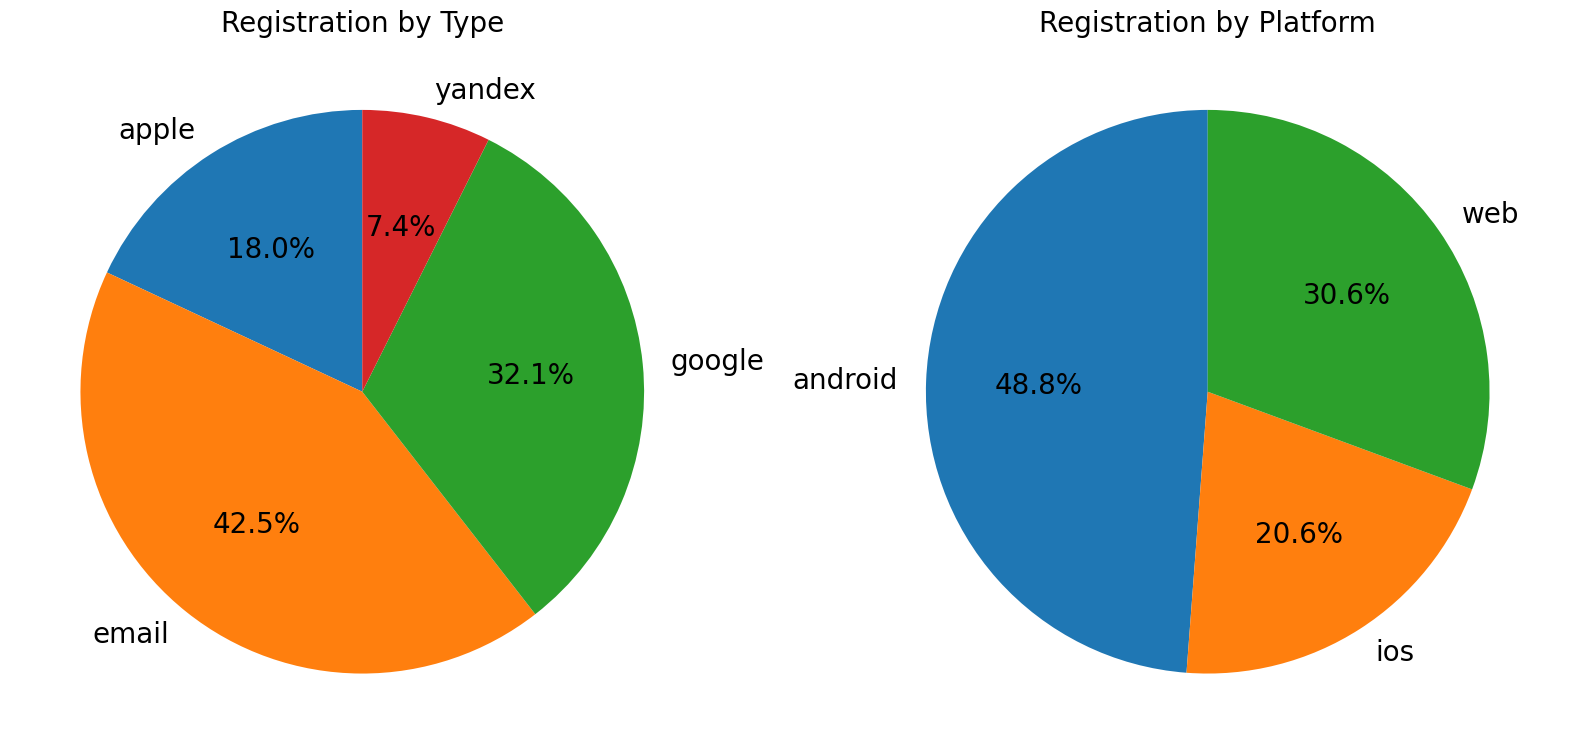 Registration by Type
yandex
apple
7.4%
18.0%
google
32.1%
42.5%
email
Registration by Platform
web
30.6%
android
48.8%
20.6%
ios